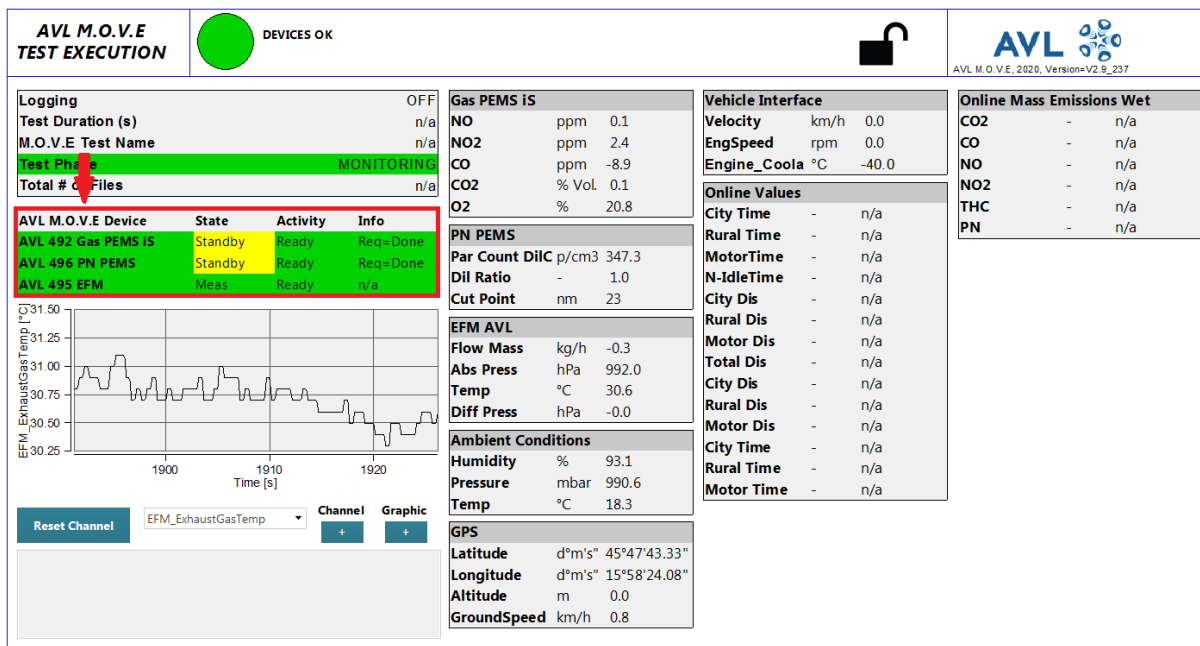 AVL M.O.V.E
TEST EXECUTION
DEVICES OK
AVL
AVL M.O.V.E, 2020, Version=V2.9_237
Logging OFF
Test Duration (s) n/a
M.O.V.E Test Name n/a
Test Phase MONITORING
Total # Files n/a
AVL M.O.V.E Device State Activity Info
AVL 492 Gas PEMS iS Standby Ready Req=Done
AVL 496 PN PEMS Standby Ready Req=Done
AVL 495 EFM Meas Ready n/a
EFM_ExhaustGasTemp [°C]
31.50
31.25
31.00
30.75
30.50
30.25
1900 1910 1920
Time [s]
Reset Channel
EFM_ExhaustGasTemp
Channel Graphic
+ +
Gas PEMS iS
NO ppm 0.1
NO2 ppm 2.4
CO ppm -8.9
CO2 % Vol. 0.1
O2 % 20.8
PN PEMS
Par Count DilC p/cm3 347.3
Dil Ratio - 1.0
Cut Point nm 23
EFM AVL
Flow Mass kg/h -0.3
Abs Press hPa 992.0
Temp °C 30.6
Diff Press hPa -0.0
Ambient Conditions
Humidity % 93.1
Pressure mbar 990.6
Temp °C 18.3
GPS
Latitude d°m's" 45°47'43.33"
Longitude d°m's" 15°58'24.08"
Altitude m 0.0
GroundSpeed km/h 0.8
Vehicle Interface
Velocity km/h 0.0
EngSpeed rpm 0.0
Engine_Coola °C -40.0
Online Values
City Time - n/a
Rural Time - n/a
MotorTime - n/a
N-IdleTime - n/a
City Dis - n/a
Rural Dis - n/a
Motor Dis - n/a
Total Dis - n/a
City Dis - n/a
Rural Dis - n/a
Motor Dis - n/a
City Time - n/a
Rural Time - n/a
Motor Time - n/a
Online Mass Emissions Wet
CO2 - n/a
CO - n/a
NO - n/a
NO2 - n/a
THC - n/a
PN - n/a